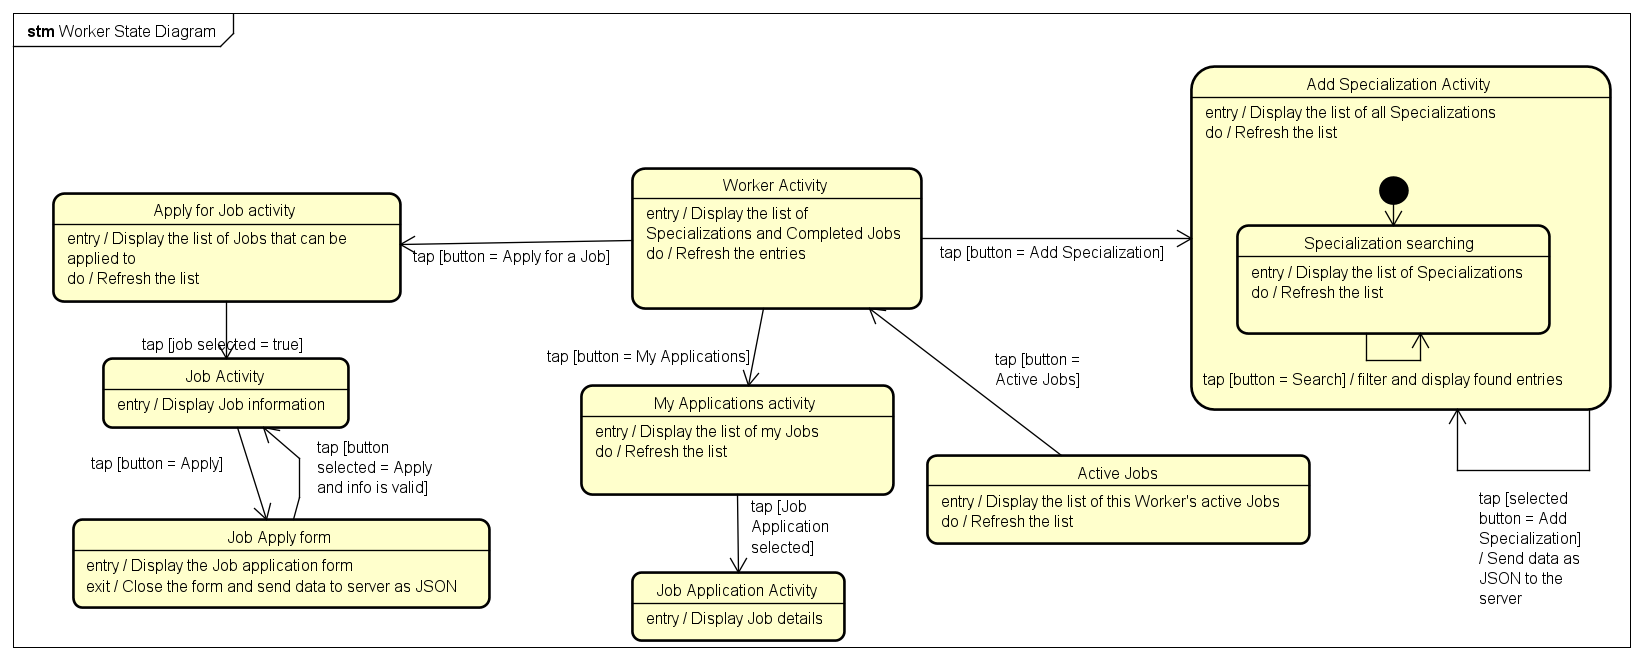 stm Worker State Diagram
Add Specialization Activity
entry / Display the list of all Specializations
do / Refresh the list
Specialization searching
entry / Display the list of Specializations
do / Refresh the list
tap [button = Search] / filter and display found entries
tap [selected
button = Add
Specialization]
/ Send data as
JSON to the
server
Worker Activity
entry / Display the list of
Specializations and Completed Jobs
do / Refresh the entries
tap [button = Add Specialization]
tap [button = Apply for a Job]
Apply for Job activity
entry / Display the list of Jobs that can be
applied to
do / Refresh the list
tap [job selected = true]
Job Activity
entry / Display Job information
tap [button = Apply]
tap [button
selected = Apply
and info is valid]
Job Apply form
entry / Display the Job application form
exit / Close the form and send data to server as JSON
tap [button = My Applications]
My Applications activity
entry / Display the list of my Jobs
do / Refresh the list
tap [Job
Application
selected]
Job Application Activity
entry / Display Job details
tap [button =
Active Jobs]
Active Jobs
entry / Display the list of this Worker's active Jobs
do / Refresh the list